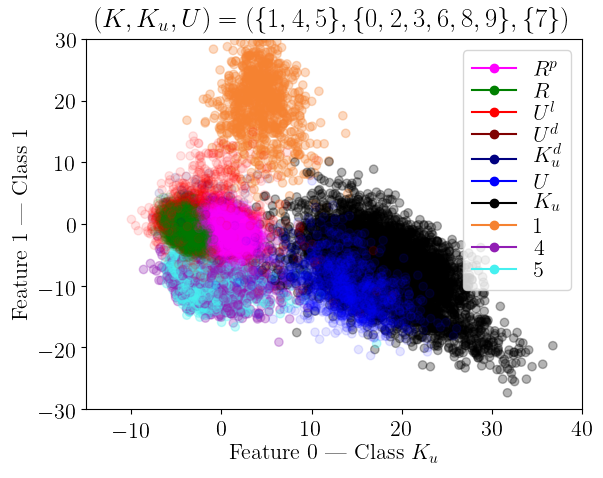 (K, K_u, U) = ({1, 4, 5}, {0, 2, 3, 6, 8, 9}, {7})
30
20
10
0
−10
−20
−30
Feature 1 — Class 1
R^p
R
U^l
U^d
K_u^d
U
K_u
1
4
5
−10
0
10
20
30
40
Feature 0 — Class K_u